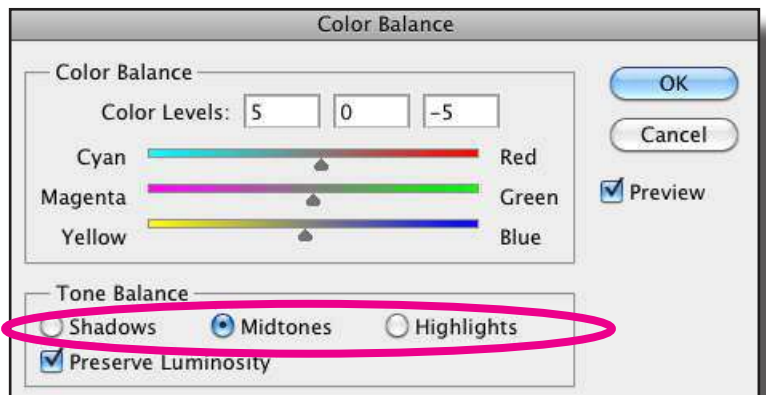 Color Balance
Color Balance
Color Levels: 5 0 -5
OK
Cancel
Cyan Red
Magenta Green
Preview
Yellow Blue
Tone Balance
Shadows Midtones Highlights
Preserve Luminosity